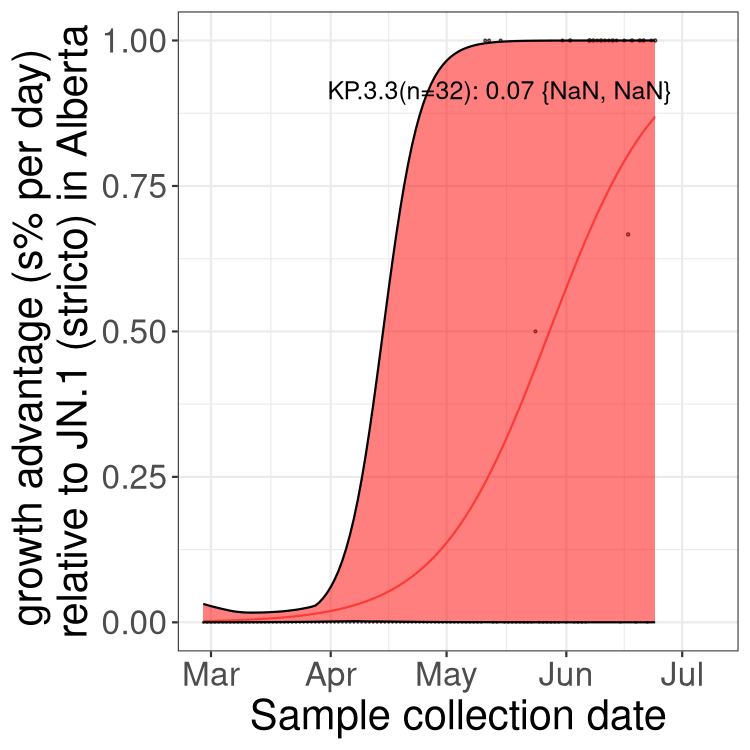 growth advantage (s% per day)
relative to JN.1 (stricto) in Alberta
1.00
0.75
0.50
0.25
0.00
KP.3.3(n=32): 0.07 {NaN, NaN}
Mar Apr May Jun Jul
Sample collection date